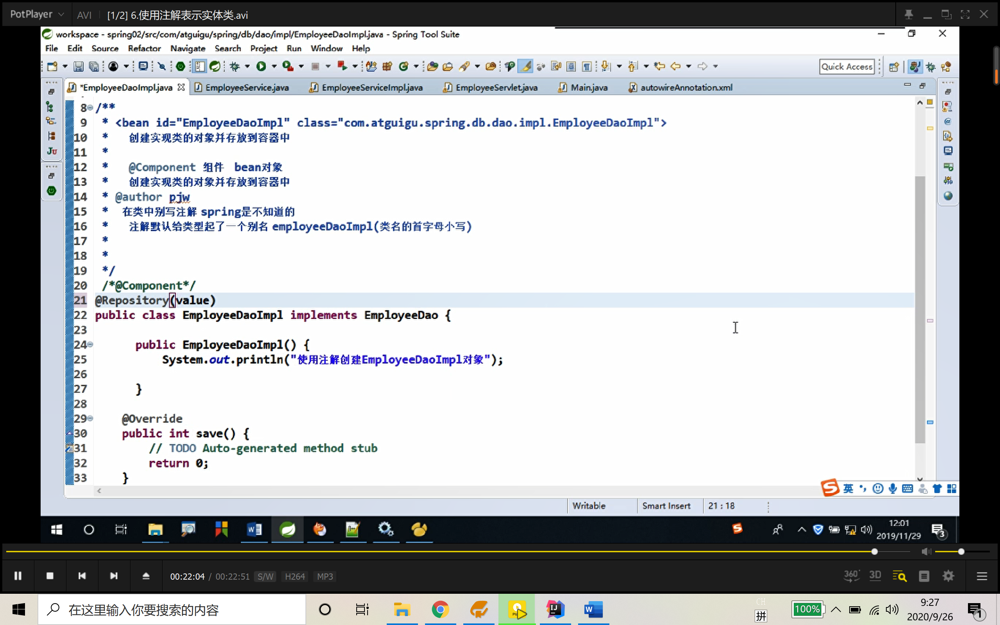 PotPlayer AVI [1/2] 6.使用注解表示实体类.avi
workspace - spring02/src/com/atguigu/spring/db/dao/impl/EmployeeDaoImpl.java - Spring Tool Suite
File Edit Source Refactor Navigate Search Project Run Window Help
Quick Access
*EmployeeDaoImpl.java EmployeeService.java EmployeeServiceImpl.java EmployeeServlet.java Main.java autowireAnnotation.xml
8 /**
9 * <bean id="EmployeeDaoImpl" class="com.atguigu.spring.db.dao.impl.EmployeeDaoImpl">
10 * 创建实现类的对象并存放到容器中
11 *
12 * @Component 组件 bean对象
13 * 创建实现类的对象并存放到容器中
14 * @author pjw
15 * 在类中别写注解 spring是不知道的
16 * 注解默认给类型起了一个别名 employeeDaoImpl(类名的首字母小写)
17 *
18 *
19 */
20 /*@Component*/
21 @Repository(value)
22 public class EmployeeDaoImpl implements EmployeeDao {
23
24 public EmployeeDaoImpl() {
25 System.out.println("使用注解创建EmployeeDaoImpl对象");
26
27 }
28
29 @Override
30 public int save() {
31 // TODO Auto-generated method stub
32 return 0;
33 }
英
Writable Smart Insert 21 : 18
12:01
2019/11/29
3
00:22:04 / 00:22:51 S/W H264 MP3
360° 3D
在这里输入你要搜索的内容
CH
拼
100%
9:27
2020/9/26
1